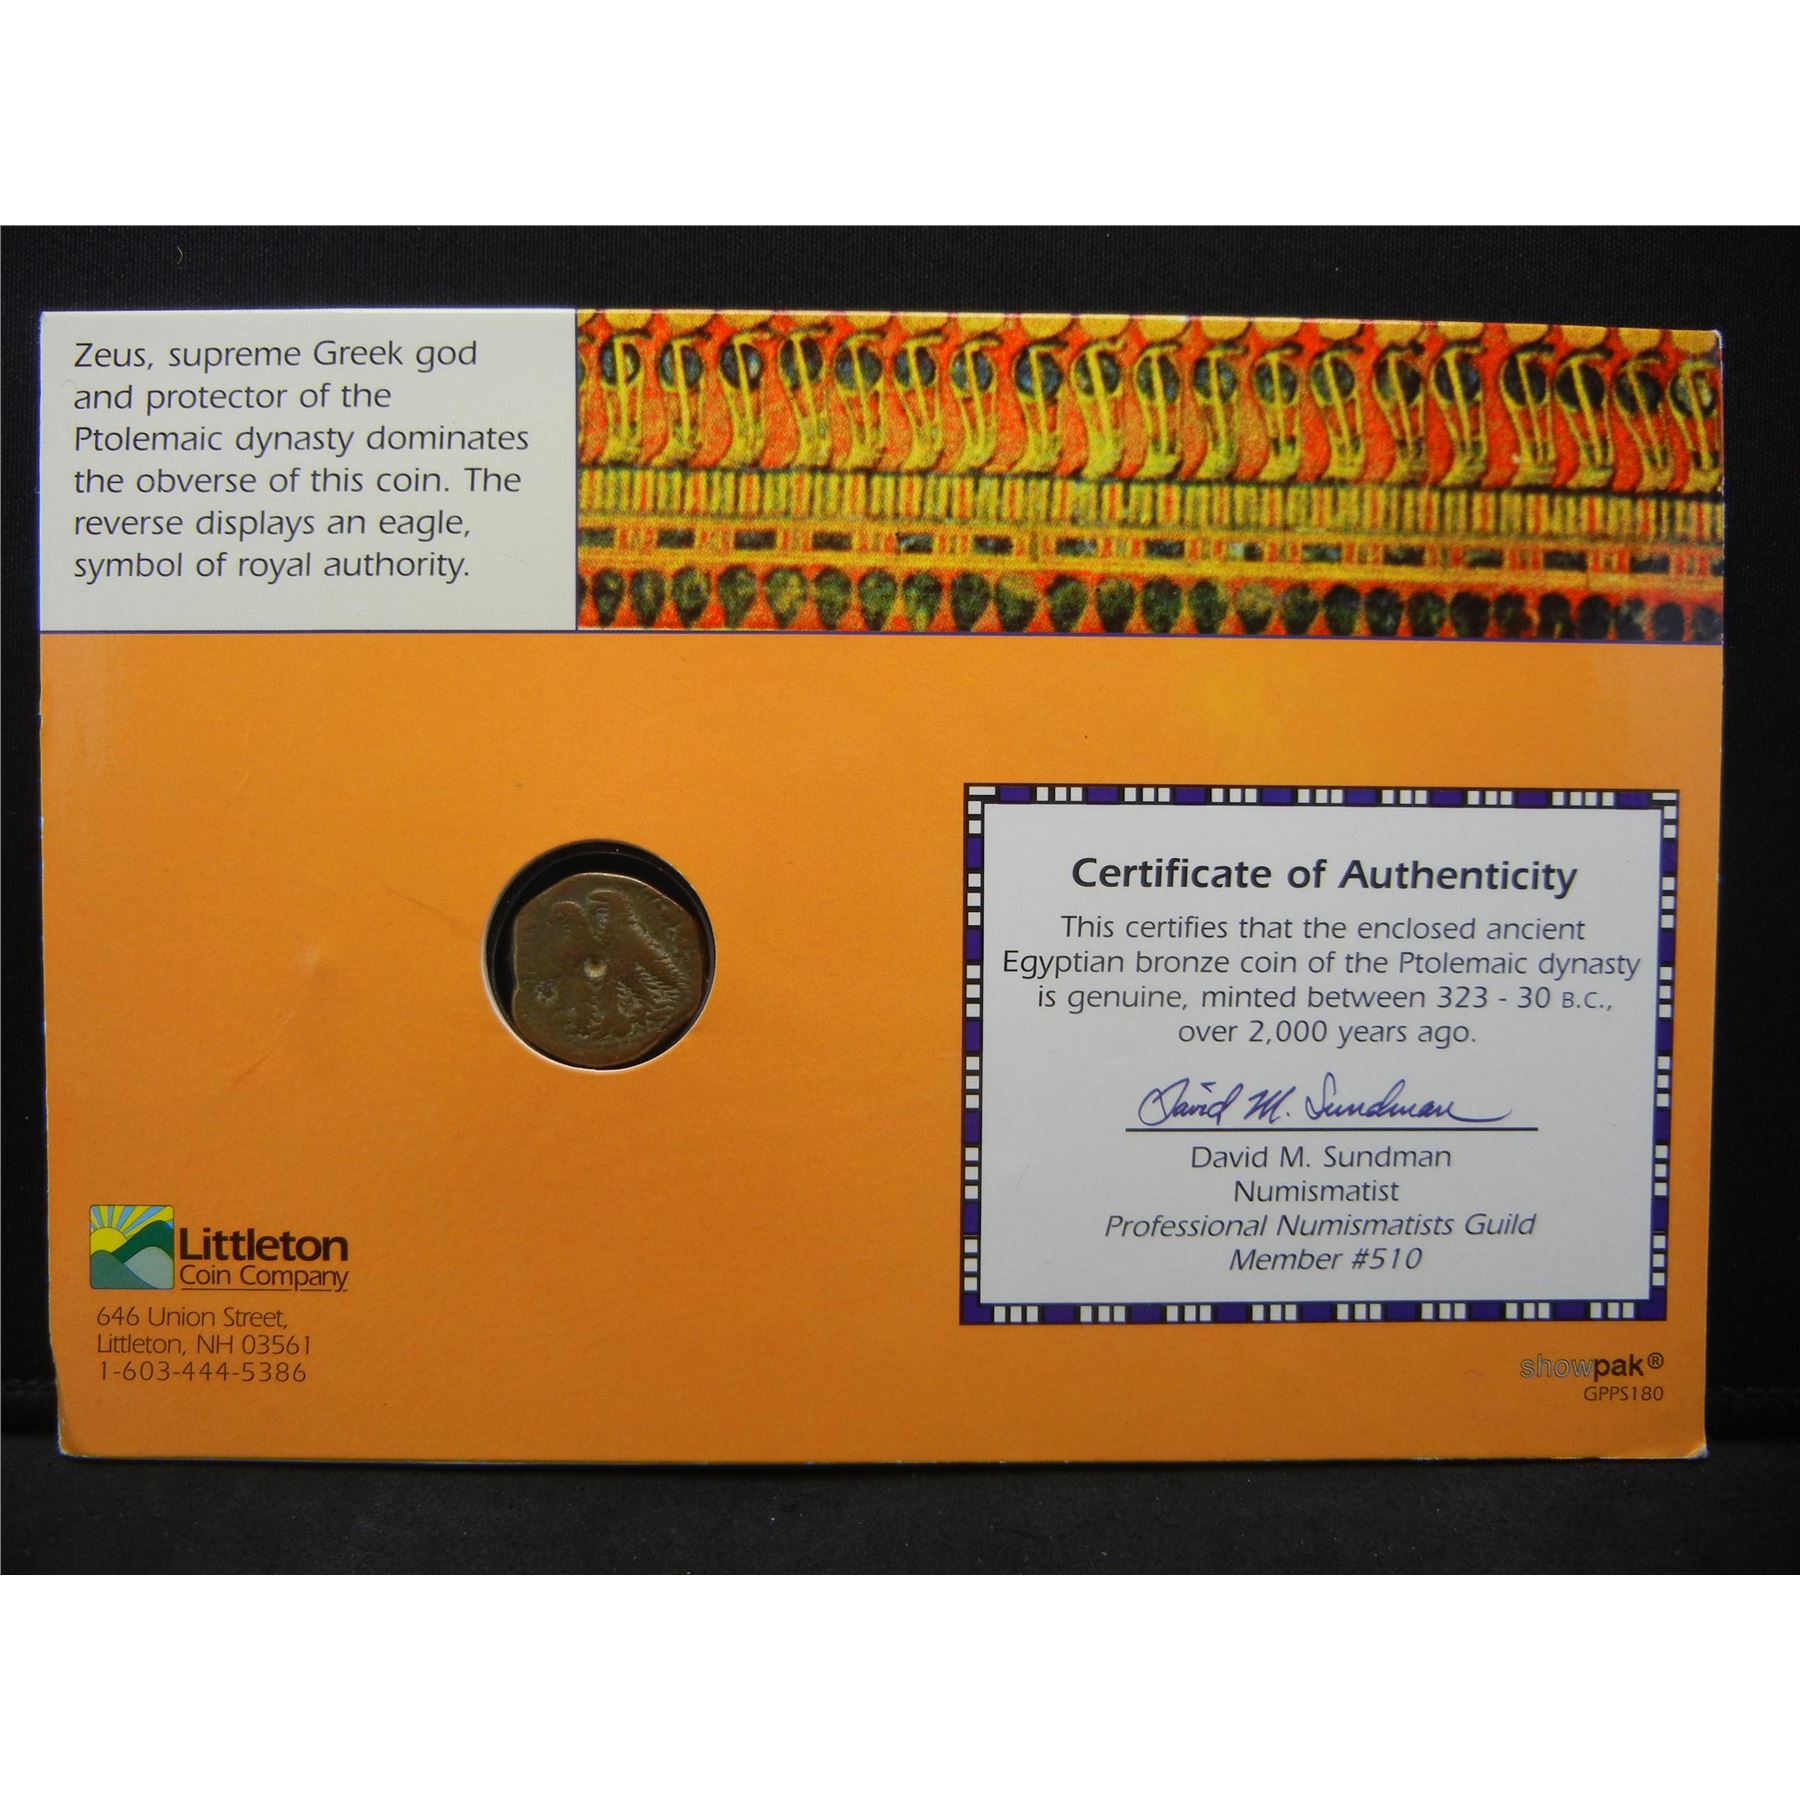 Zeus, supreme Greek god
and protector of the
Ptolemaic dynasty dominates
the obverse of this coin. The
reverse displays an eagle,
symbol of royal authority.
Certificate of Authenticity
This certifies that the enclosed ancient
Egyptian bronze coin of the Ptolemaic dynasty
is genuine, minted between 323 - 30 B.C.,
over 2,000 years ago.
David M. Sundman
David M. Sundman
Numismatist
Professional Numismatists Guild
Member #510
Littleton
Coin Company
646 Union Street,
Littleton, NH 03561
1-603-444-5386
showpak®
GPPS180